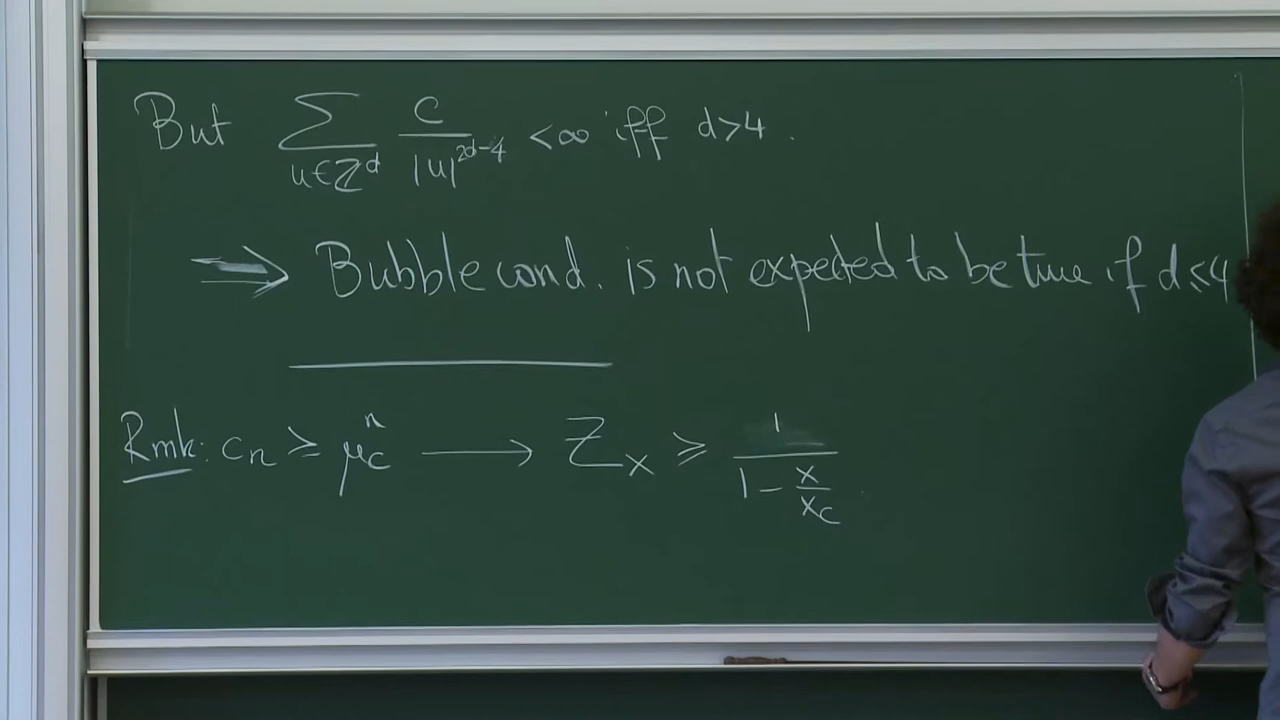 But ∑_{u∈ℤ^d} c/|u|^{2d-4} < ∞ iff d>4.
⇒ Bubble cond. is not expected to be true if d⩽4
Rmk: c_n ⩾ μ_c^n ⟶ Z_x ⩾ 1/(1 - x/x_c)